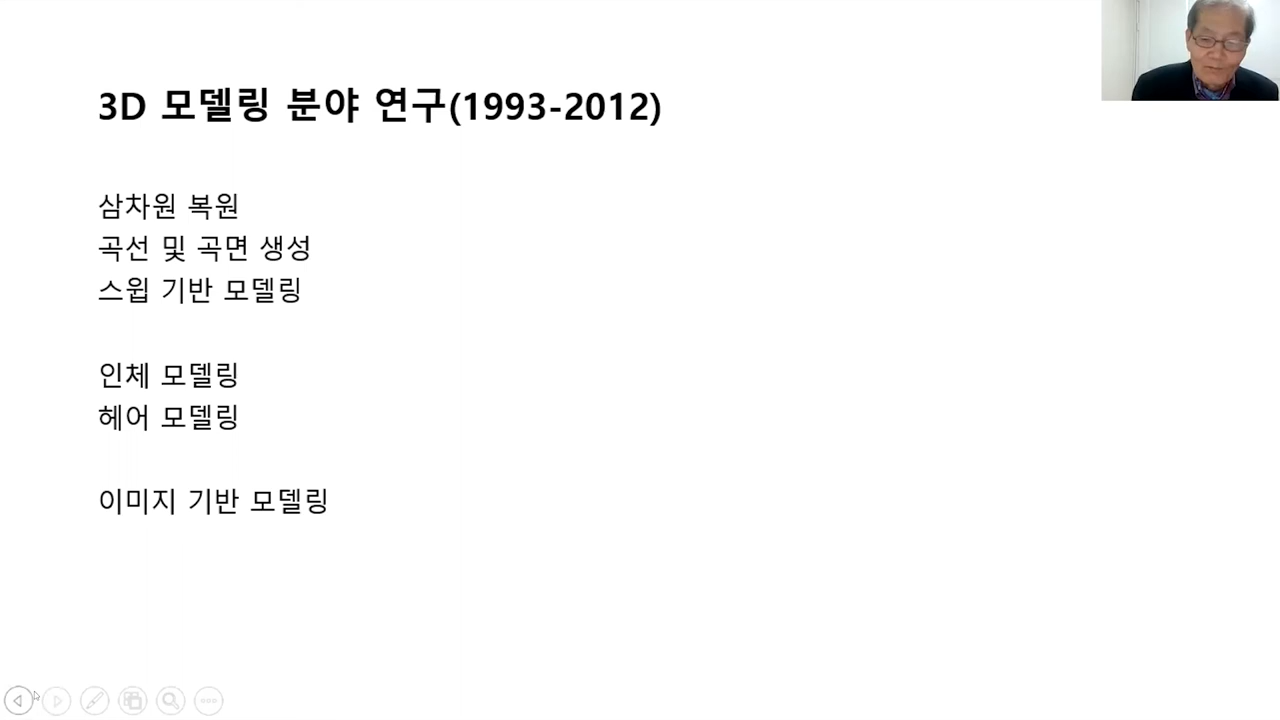 3D 모델링 분야 연구(1993-2012)
삼차원 복원
곡선 및 곡면 생성
스윕 기반 모델링
인체 모델링
헤어 모델링
이미지 기반 모델링